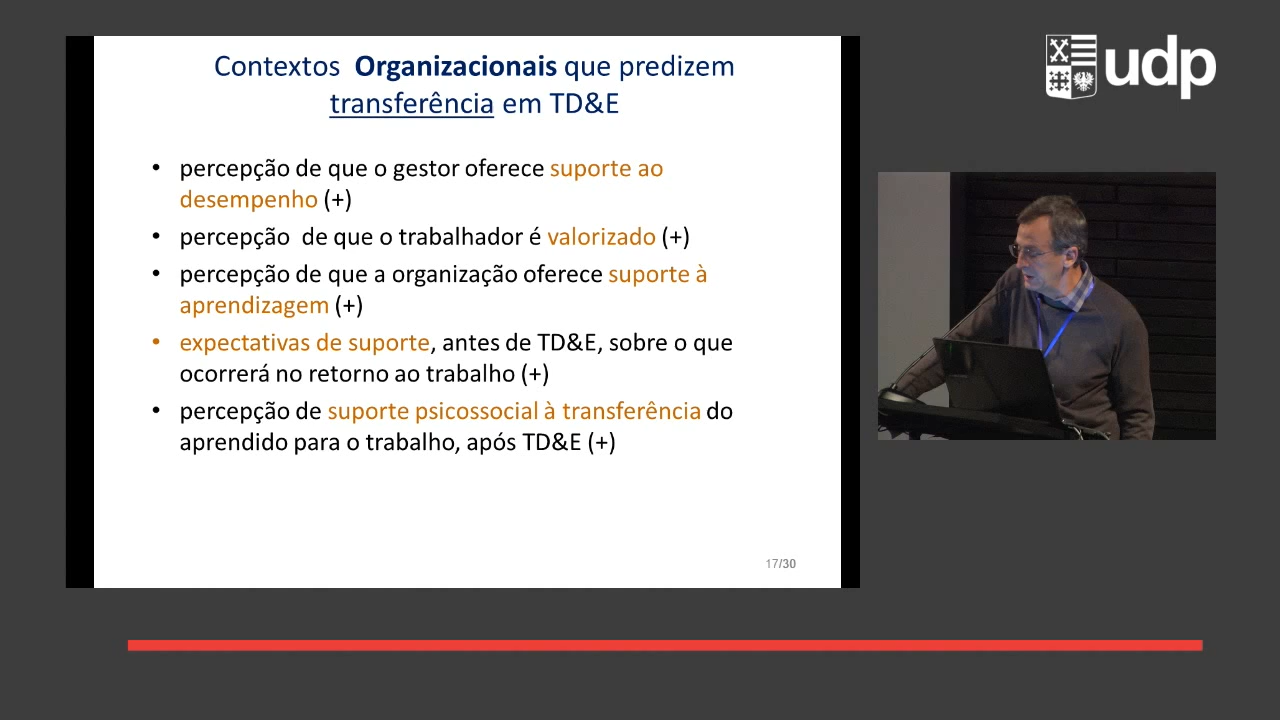 Contextos Organizacionais que predizem
transferência em TD&E
• percepção de que o gestor oferece suporte ao
desempenho (+)
• percepção de que o trabalhador é valorizado (+)
• percepção de que a organização oferece suporte à
aprendizagem (+)
• expectativas de suporte, antes de TD&E, sobre o que
ocorrerá no retorno ao trabalho (+)
• percepção de suporte psicossocial à transferência do
aprendido para o trabalho, após TD&E (+)
17/30
udp